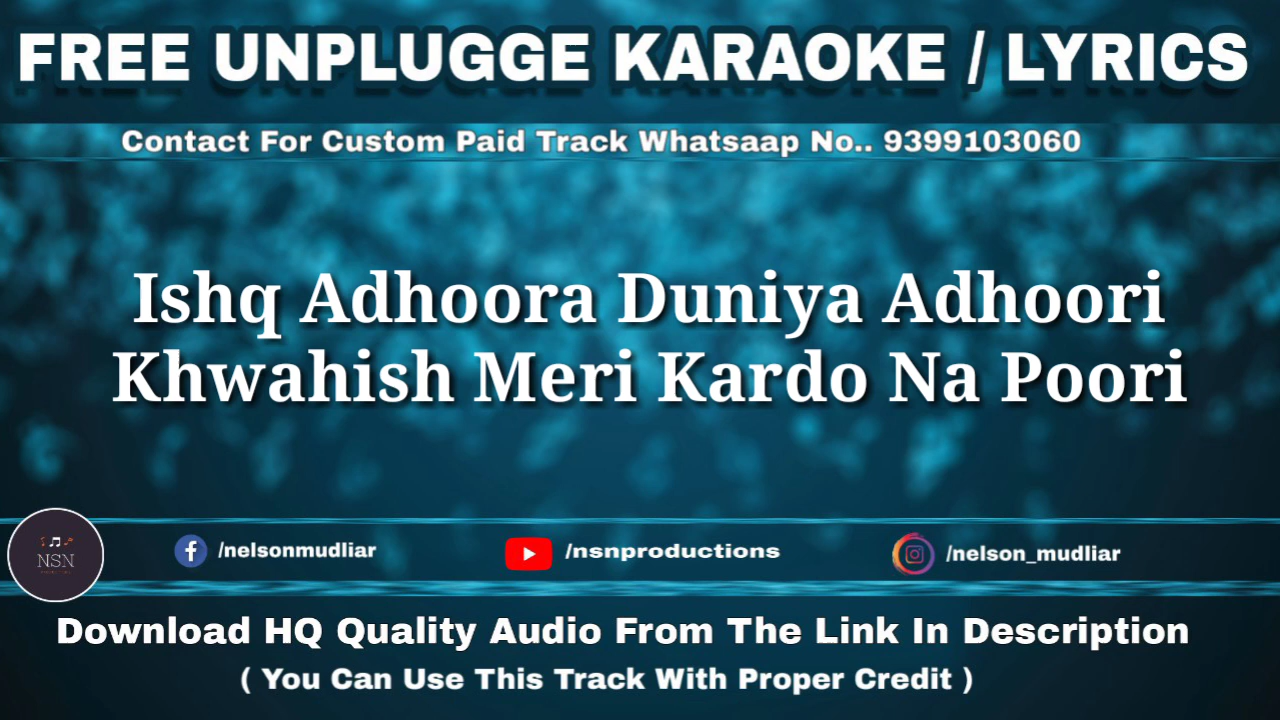 FREE UNPLUGGE KARAOKE / LYRICS
Contact For Custom Paid Track Whatsaap No.. 9399103060
Ishq Adhoora Duniya Adhoori
Khwahish Meri Kardo Na Poori
NSN
/nelsonmudliar
/nsnproductions
/nelson_mudliar
Download HQ Quality Audio From The Link In Description
( You Can Use This Track With Proper Credit )